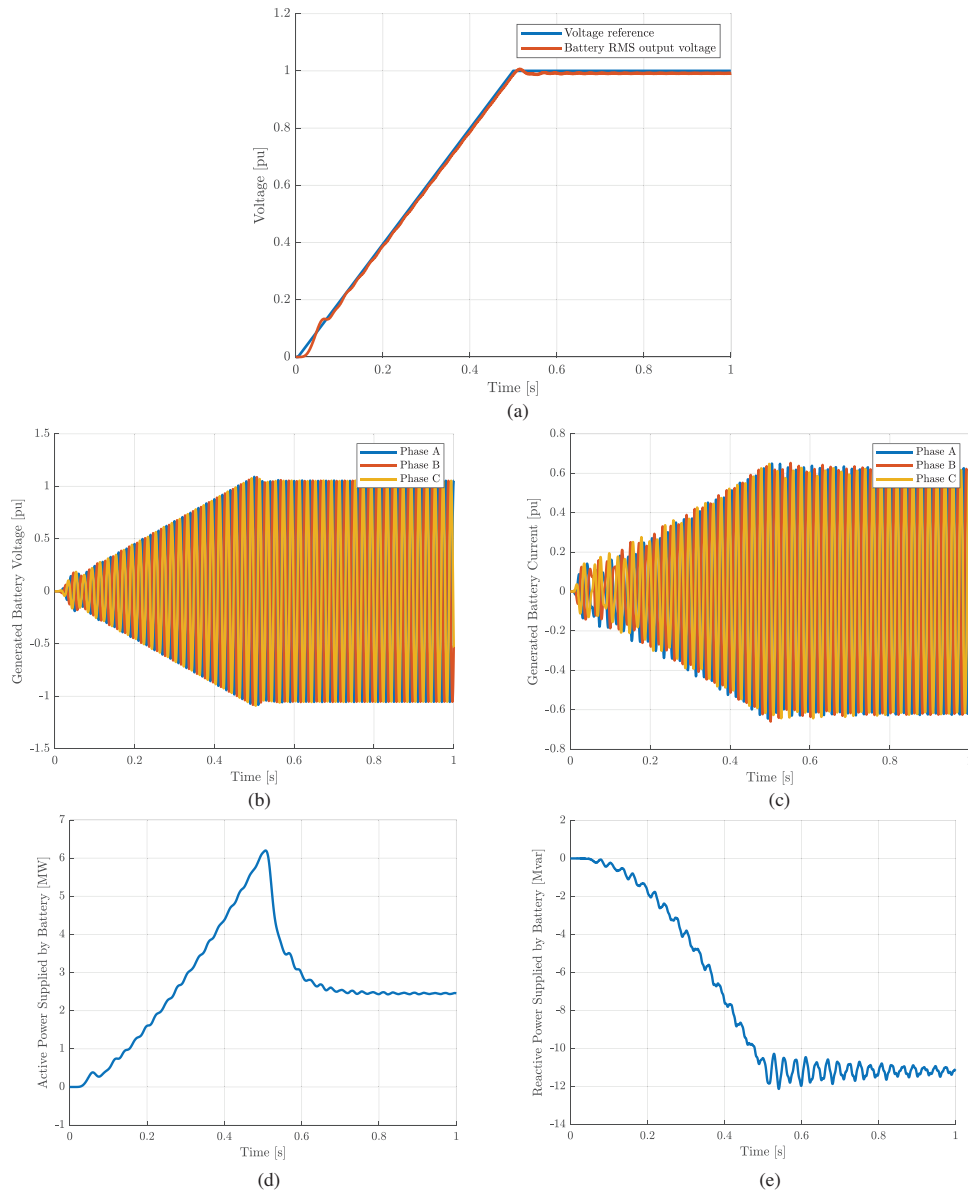 1.2
1
0.8
0.6
0.4
0.2
0
Voltage [pu]
Voltage reference
Battery RMS output voltage
0 0.2 0.4 0.6 0.8 1
Time [s]
(a)
1.5
1
0.5
0
-0.5
-1
-1.5
Generated Battery Voltage [pu]
Phase A
Phase B
Phase C
0 0.2 0.4 0.6 0.8 1
Time [s]
(b)
0.8
0.6
0.4
0.2
0
-0.2
-0.4
-0.6
-0.8
Generated Battery Current [pu]
Phase A
Phase B
Phase C
0 0.2 0.4 0.6 0.8 1
Time [s]
(c)
7
6
5
4
3
2
1
0
-1
Active Power Supplied by Battery [MW]
0 0.2 0.4 0.6 0.8 1
Time [s]
(d)
2
0
-2
-4
-6
-8
-10
-12
-14
Reactive Power Supplied by Battery [Mvar]
0 0.2 0.4 0.6 0.8 1
Time [s]
(e)